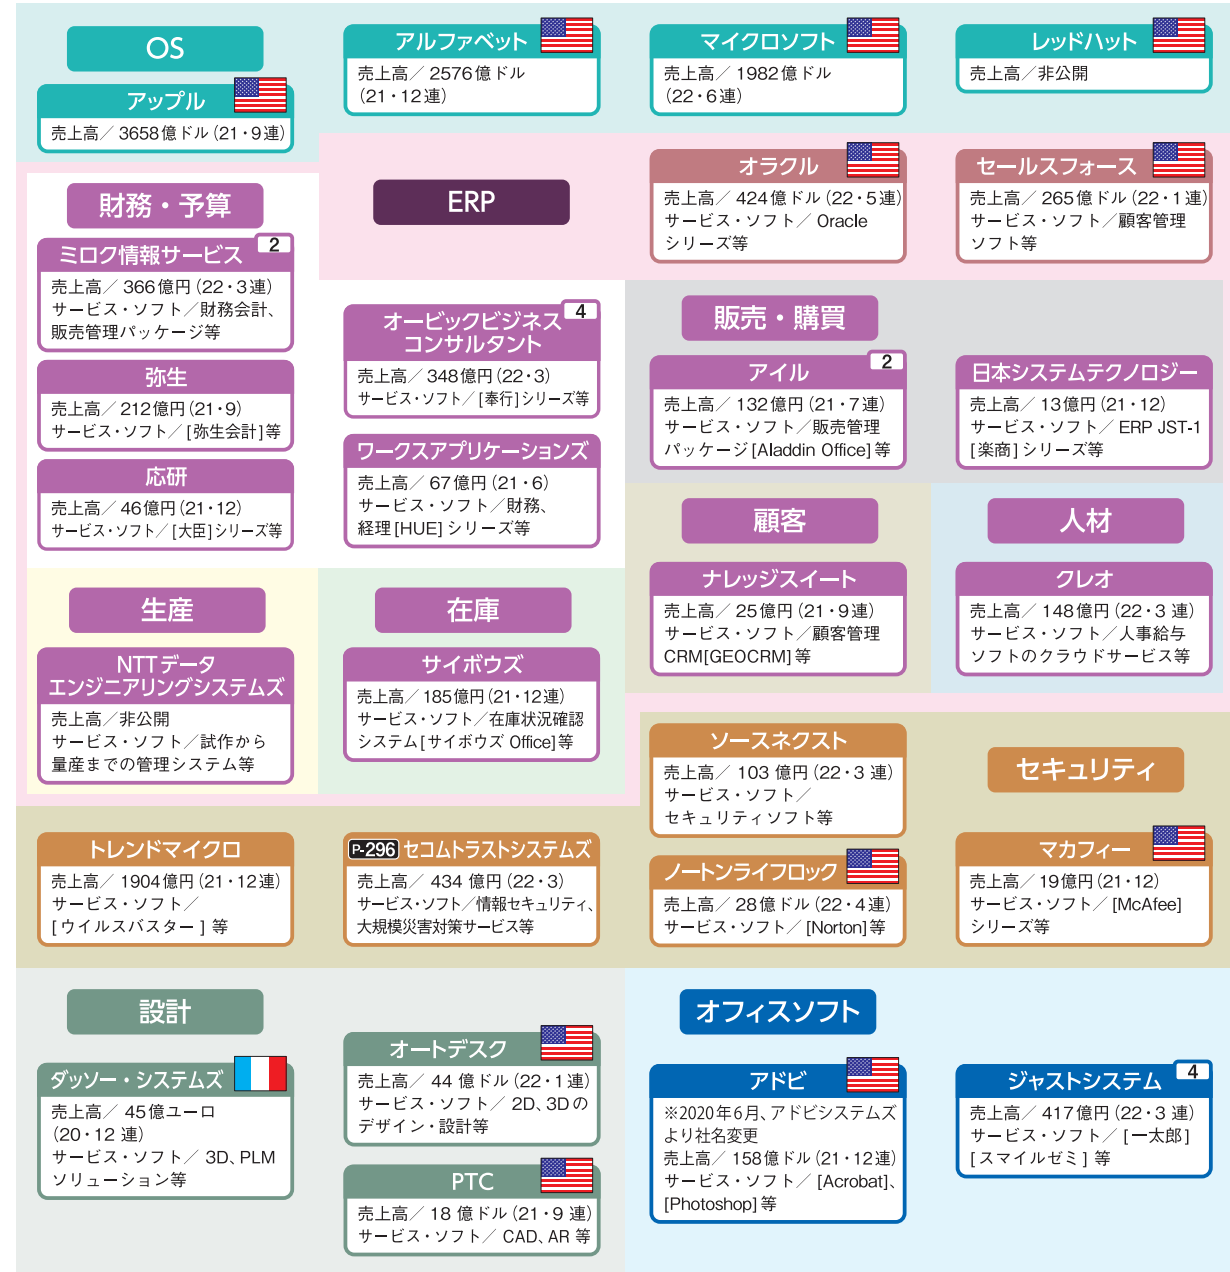 OS
アップル
売上高／3658億ドル（21・9連）
アルファベット
売上高／2576億ドル
（21・12連）
マイクロソフト
売上高／1982億ドル
（22・6連）
レッドハット
売上高／非公開
ERP
オラクル
売上高／424億ドル（22・5連）
サービス・ソフト／Oracle
シリーズ等
セールスフォース
売上高／265億ドル（22・1連）
サービス・ソフト／顧客管理
ソフト等
財務・予算
ミロク情報サービス
2
売上高／366億円（22・3連）
サービス・ソフト／財務会計、
販売管理パッケージ等
弥生
売上高／212億円（21・9）
サービス・ソフト／［弥生会計］等
応研
売上高／46億円（21・12）
サービス・ソフト／［大臣］シリーズ等
オービックビジネス
コンサルタント
4
売上高／348億円（22・3）
サービス・ソフト／［奉行］シリーズ等
ワークスアプリケーションズ
売上高／67億円（21・6）
サービス・ソフト／財務、
経理［HUE］シリーズ等
販売・購買
アイル
2
売上高／132億円（21・7連）
サービス・ソフト／販売管理
パッケージ［Aladdin Office］等
日本システムテクノロジー
売上高／13億円（21・12）
サービス・ソフト／ERP JST-1
［楽商］シリーズ等
顧客
ナレッジスイート
売上高／25億円（21・9連）
サービス・ソフト／顧客管理
CRM［GEOCRM］等
人材
クレオ
売上高／148億円（22・3 連）
サービス・ソフト／人事給与
ソフトのクラウドサービス等
生産
NTTデータ
エンジニアリングシステムズ
売上高／非公開
サービス・ソフト／試作から
量産までの管理システム等
在庫
サイボウズ
売上高／185億円（21・12連）
サービス・ソフト／在庫状況確認
システム［サイボウズ Office］等
セキュリティ
ソースネクスト
売上高／103 億円（22・3 連）
サービス・ソフト／
セキュリティソフト等
トレンドマイクロ
売上高／1904億円（21・12連）
サービス・ソフト／
［ウイルスバスター］等
P-296 セコムトラストシステムズ
売上高／434 億円（22・3）
サービス・ソフト／情報セキュリティ、
大規模災害対策サービス等
ノートンライフロック
売上高／28億ドル（22・4連）
サービス・ソフト／［Norton］等
マカフィー
売上高／19億円（21・12）
サービス・ソフト／［McAfee］
シリーズ等
設計
ダッソー・システムズ
売上高／45億ユーロ
（20・12 連）
サービス・ソフト／3D、PLM
ソリューション等
オートデスク
売上高／44 億ドル（22・1連）
サービス・ソフト／2D、3Dの
デザイン・設計等
PTC
売上高／18 億ドル（21・9 連）
サービス・ソフト／CAD、AR 等
オフィスソフト
アドビ
※2020年6月、アドビシステムズ
より社名変更
売上高／158億ドル（21・12連）
サービス・ソフト／［Acrobat］、
［Photoshop］等
ジャストシステム
4
売上高／417億円（22・3 連）
サービス・ソフト／［一太郎］
［スマイルゼミ］等